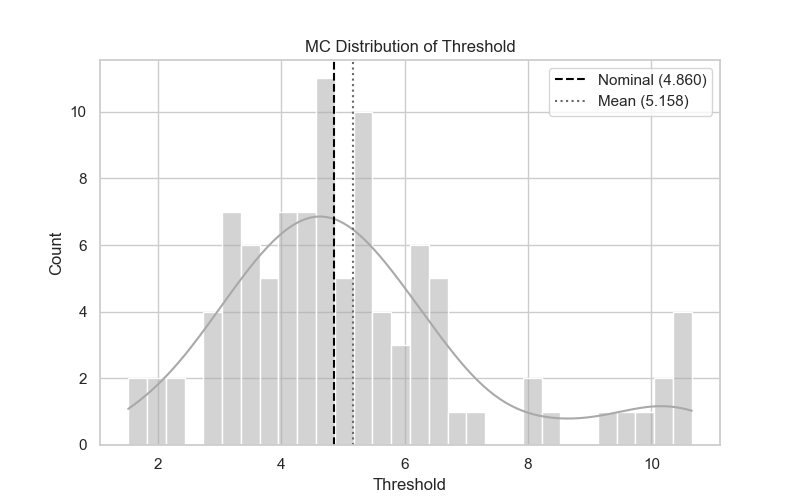 MC Distribution of Threshold
Nominal (4.860)
Mean (5.158)
10
8
6
4
2
0
Count
2 4 6 8 10
Threshold